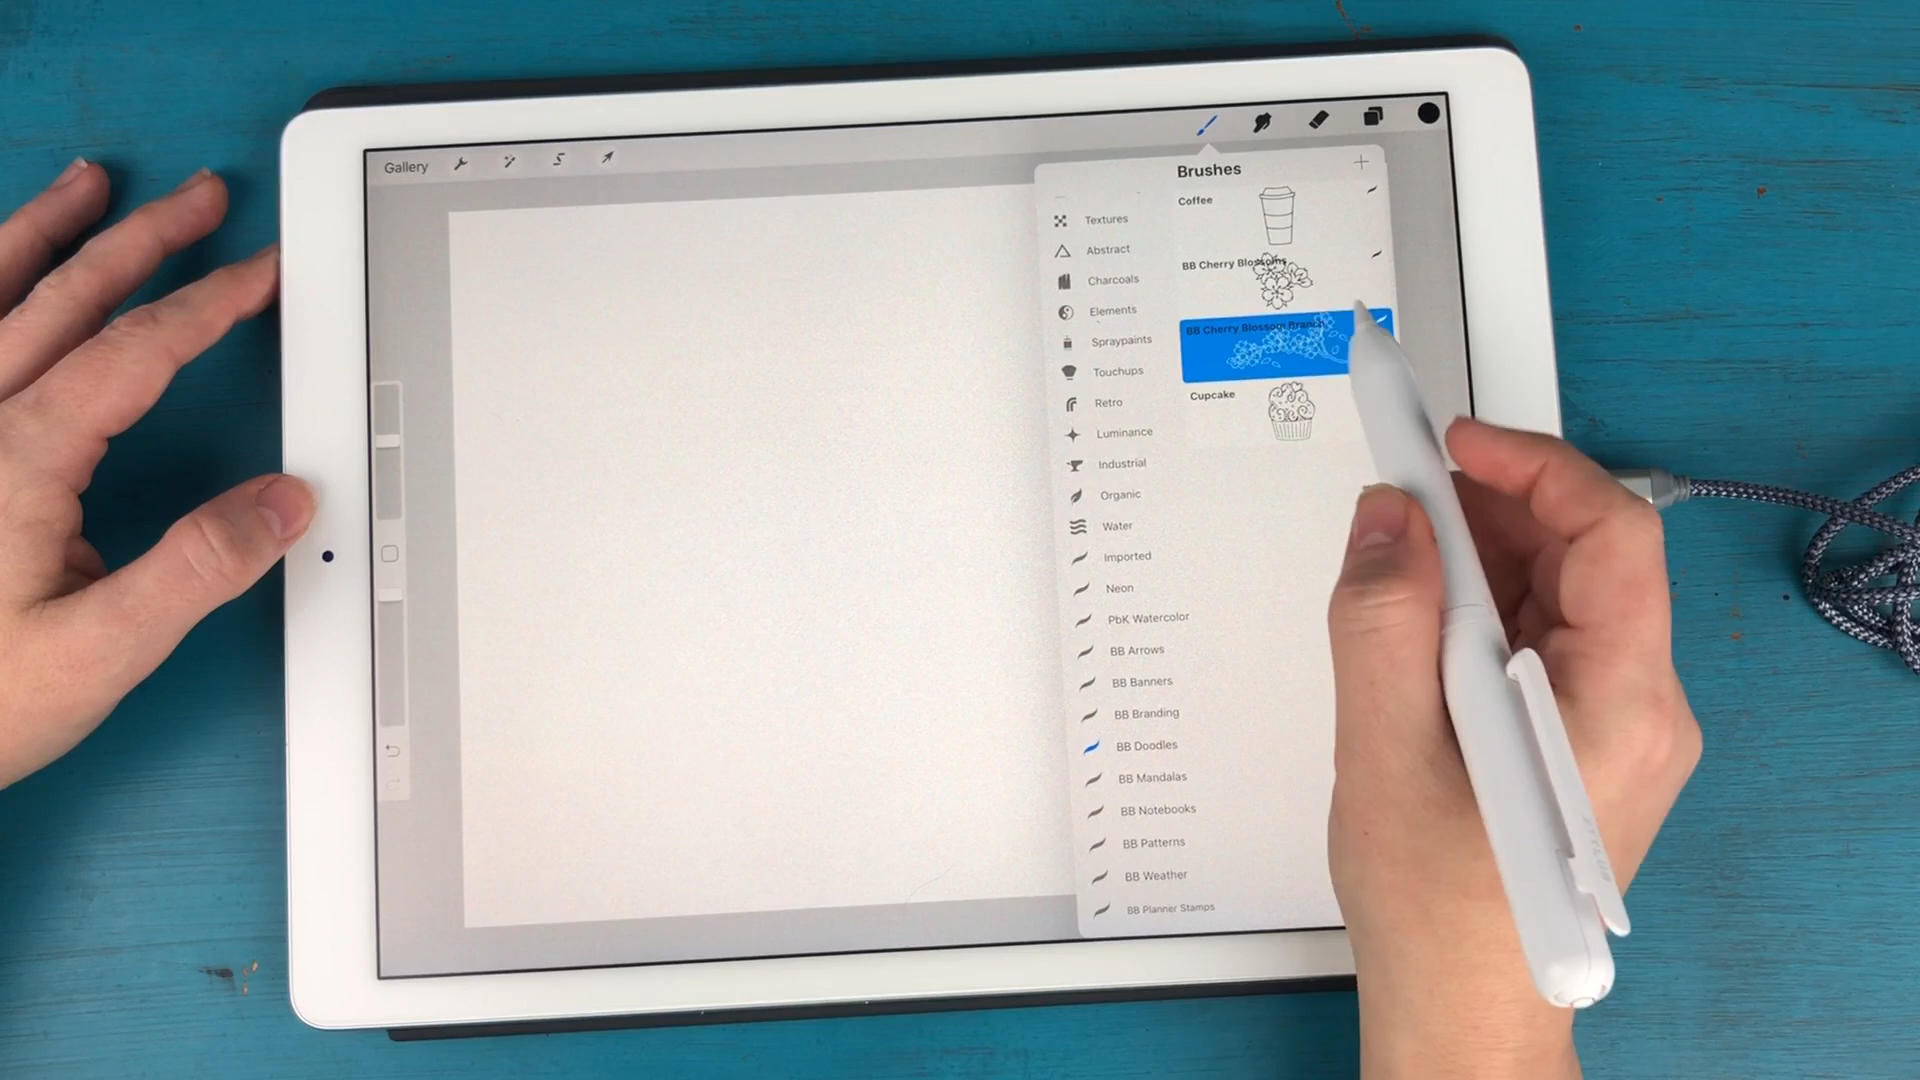 Gallery
Brushes
Textures
Abstract
Charcoals
Elements
Spraypaints
Touchups
Retro
Luminance
Industrial
Organic
Water
Imported
Neon
PbK Watercolor
BB Arrows
BB Banners
BB Branding
BB Doodles
BB Mandalas
BB Notebooks
BB Patterns
BB Weather
BB Planner Stamps
Coffee
BB Cherry Blossoms
BB Cherry Blossom Branch
Cupcake